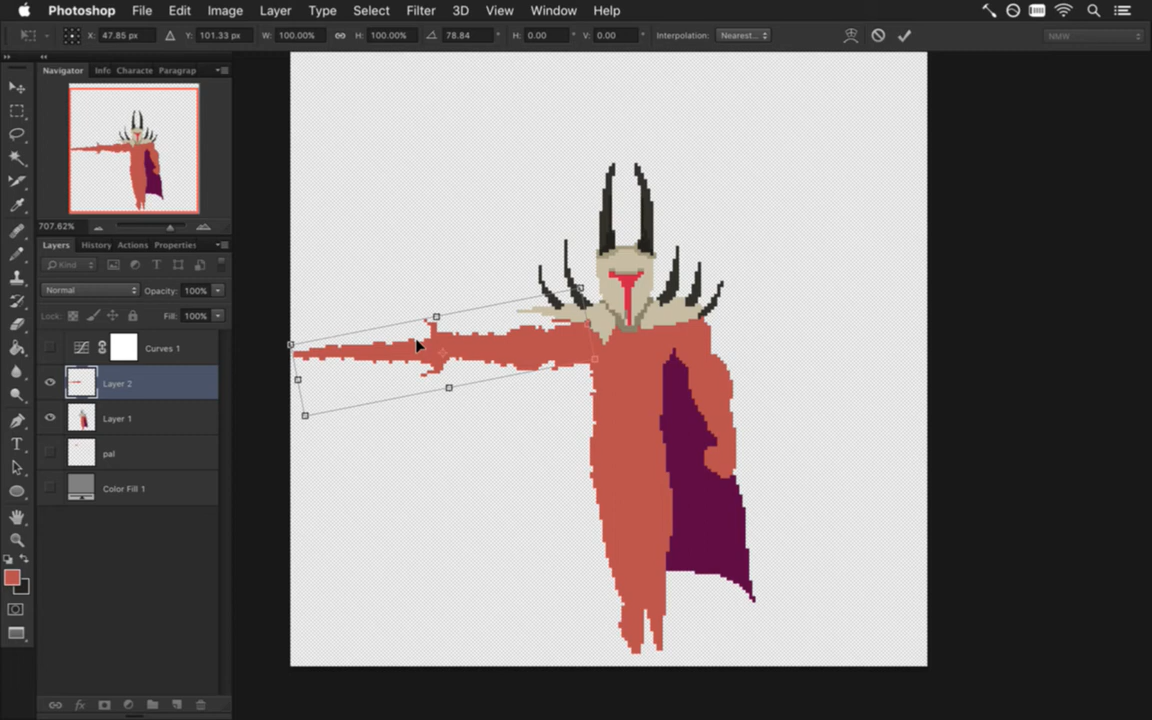 Photoshop File Edit Image Layer Type Select Filter 3D View Window Help
X: 47.85 px Y: 101.33 px W: 100.00% H: 100.00% 78.84 H: 0.00 V: 0.00 Interpolation: Nearest... NMW
Navigator Info Characte Paragrap
707.62%
Layers History Actions Properties
Kind
Normal Opacity: 100%
Lock: Fill: 100%
Curves 1
Layer 2
Layer 1
pal
Color Fill 1